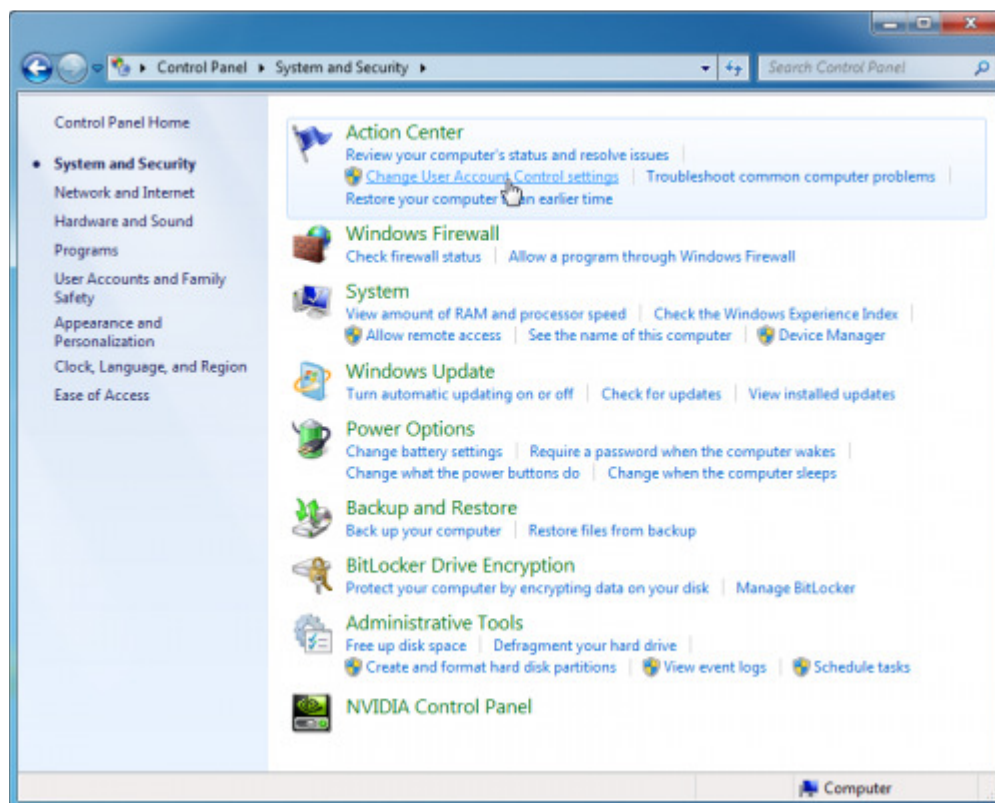 Control Panel System and Security
Search Control Panel
Control Panel Home
System and Security
Network and Internet
Hardware and Sound
Programs
User Accounts and Family
Safety
Appearance and
Personalization
Clock, Language, and Region
Ease of Access
Action Center
Review your computer's status and resolve issues
Change User Account Control settings Troubleshoot common computer problems
Restore your computer an earlier time
Windows Firewall
Check firewall status Allow a program through Windows Firewall
System
View amount of RAM and processor speed Check the Windows Experience Index
Allow remote access See the name of this computer Device Manager
Windows Update
Turn automatic updating on or off Check for updates View installed updates
Power Options
Change battery settings Require a password when the computer wakes
Change what the power buttons do Change when the computer sleeps
Backup and Restore
Back up your computer Restore files from backup
BitLocker Drive Encryption
Protect your computer by encrypting data on your disk Manage BitLocker
Administrative Tools
Free up disk space Defragment your hard drive
Create and format hard disk partitions View event logs Schedule tasks
NVIDIA Control Panel
Computer